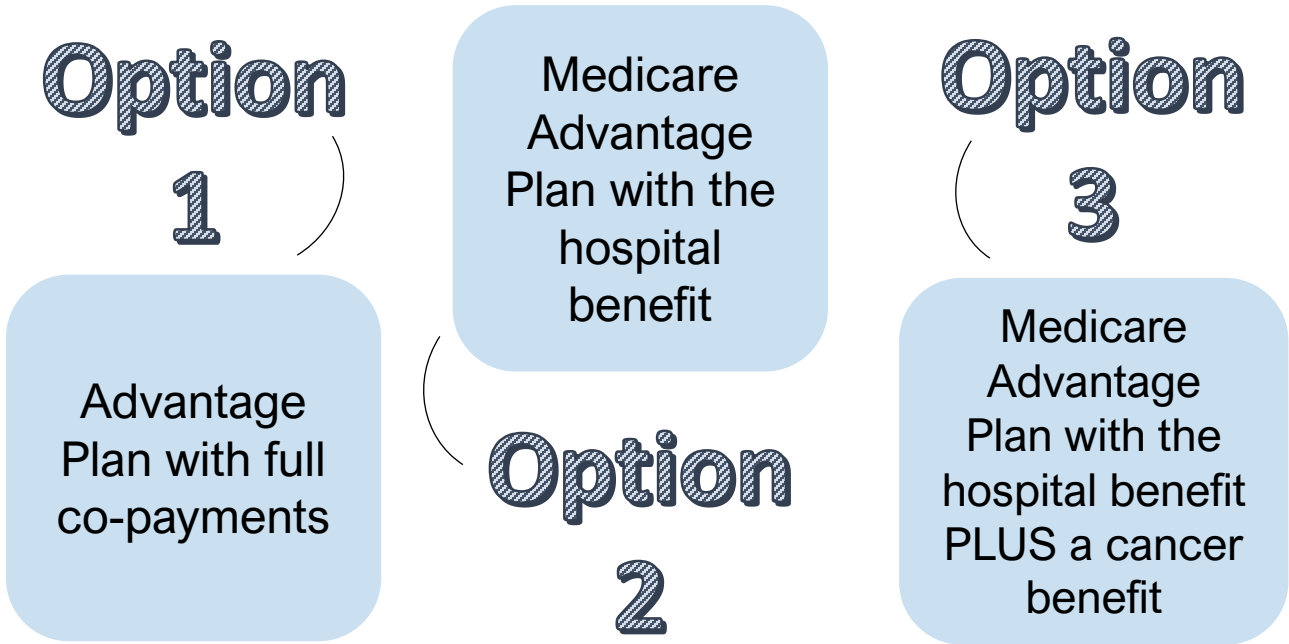 Option
1
Advantage
Plan with full
co-payments
Medicare
Advantage
Plan with the
hospital
benefit
Option
2
Option
3
Medicare
Advantage
Plan with the
hospital benefit
PLUS a cancer
benefit